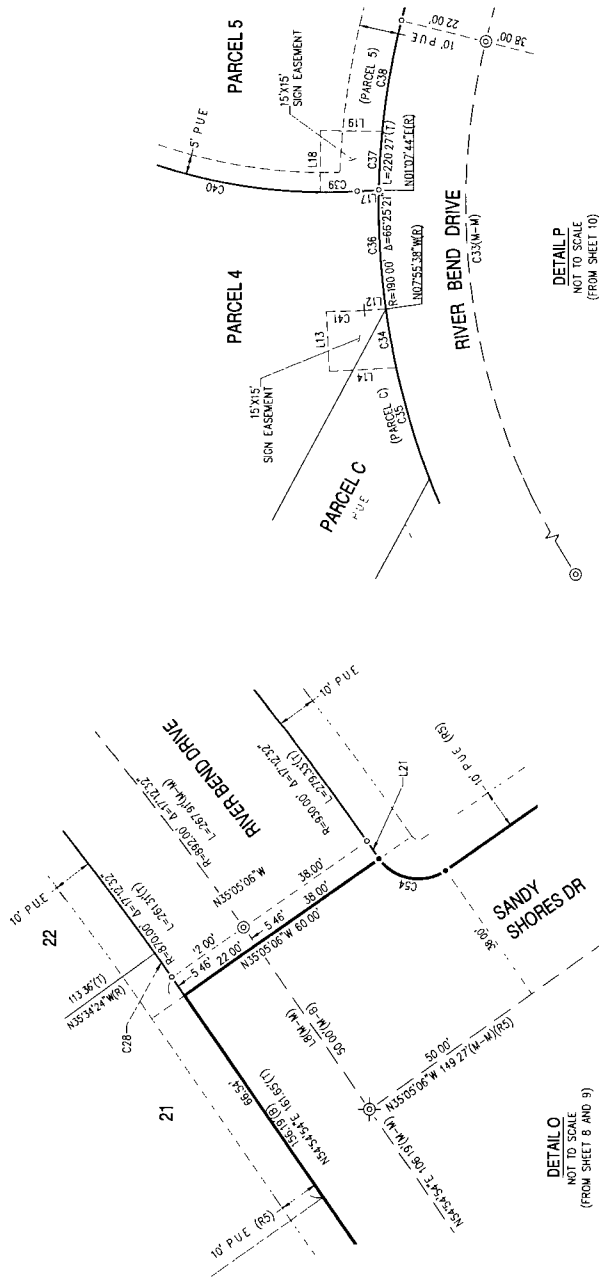 PARCEL 5
PARCEL 4
5' PUE
C40
15'X15'
SIGN EASEMENT
L18
L19
C39
L17
(PARCEL 5)
C38
C37
L=220.27'(T)
N01°07'44"E(R)
10' PUE
22.00'
38.00'
C36
R=190.00' Δ=66°25'21"
N07°55'38"W(R)
L12
C41
L13
L14
C34
15'X15'
SIGN EASEMENT
(PARCEL C)
C35
PARCEL C
RIVER BEND DRIVE
C33(M-M)
DETAIL P
NOT TO SCALE
(FROM SHEET 10)
10' PUE
22
21
113.36'(T)
N35°34'24"W(R)
C28
R=870.00' Δ=17°12'32"
L=261.31'(T)
RIVER BEND DRIVE
R=892.00' Δ=17°12'32"
L=267.91'(M-M)
R=930.00' Δ=17°12'32"
L=279.33'(T)
10' PUE
N35°05'06"W
38.00'
5.46'
22.00'
5.46'
38.00'
N35°05'06"W 60.00'
L21
C54
10' PUE (R5)
SANDY
SHORES DR
38.00'
66.54'
156.19'(B)
N54°54'54"E 161.65'(T)
10' PUE (R5)
L8(M-M)
50.00'(M-B)
N54°54'54"E 106.19'(M-M)
50.00'
N35°05'06"W 149.27'(M-M)(R5)
DETAIL O
NOT TO SCALE
(FROM SHEET 8 AND 9)